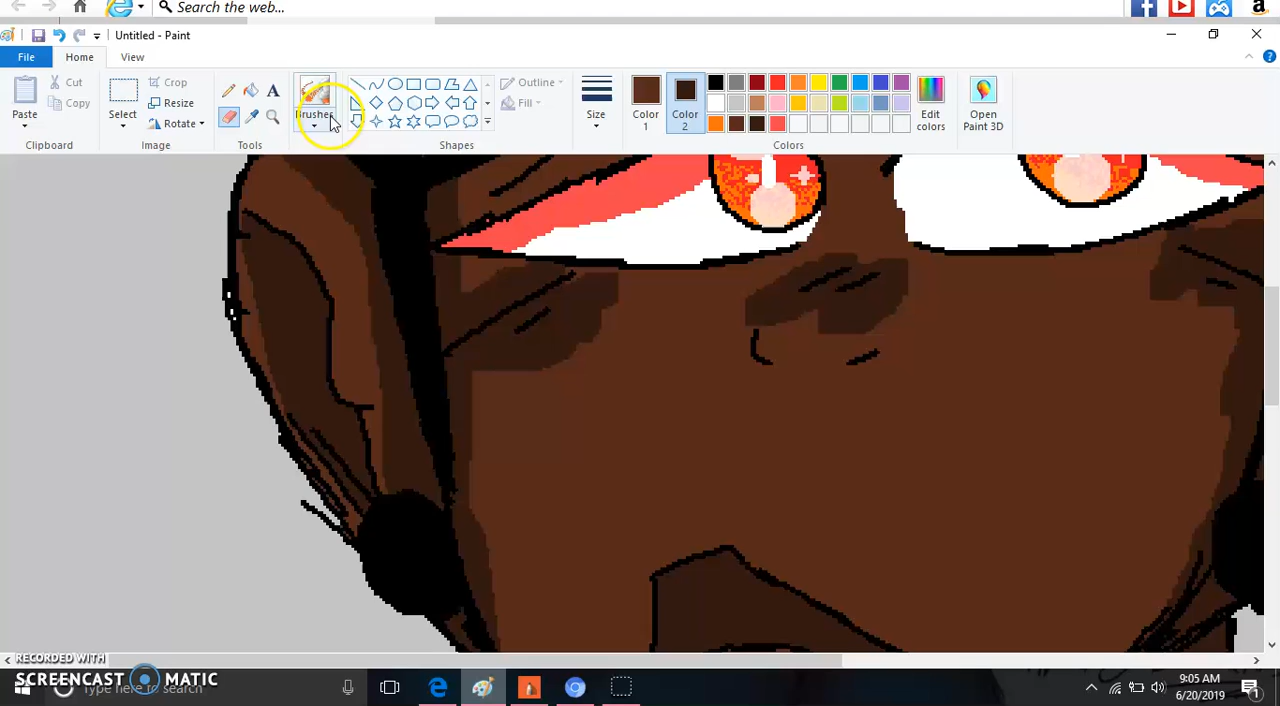 Search the web...
Untitled - Paint
File Home View
Paste Cut Copy
Select Crop Resize Rotate
Brushes
Outline Fill
Size
Color 1 Color 2
Edit colors
Open Paint 3D
Clipboard Image Tools Shapes Colors
RECORDED WITH
SCREENCAST MATIC
Type here to search
9:05 AM
6/20/2019